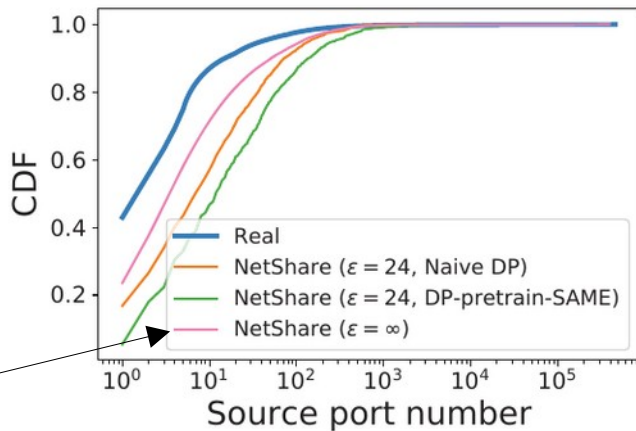 1.0
0.8
0.6
0.4
0.2
CDF
Real
NetShare (ε = 24, Naive DP)
NetShare (ε = 24, DP-pretrain-SAME)
NetShare (ε = ∞)
10⁰ 10¹ 10² 10³ 10⁴ 10⁵
Source port number